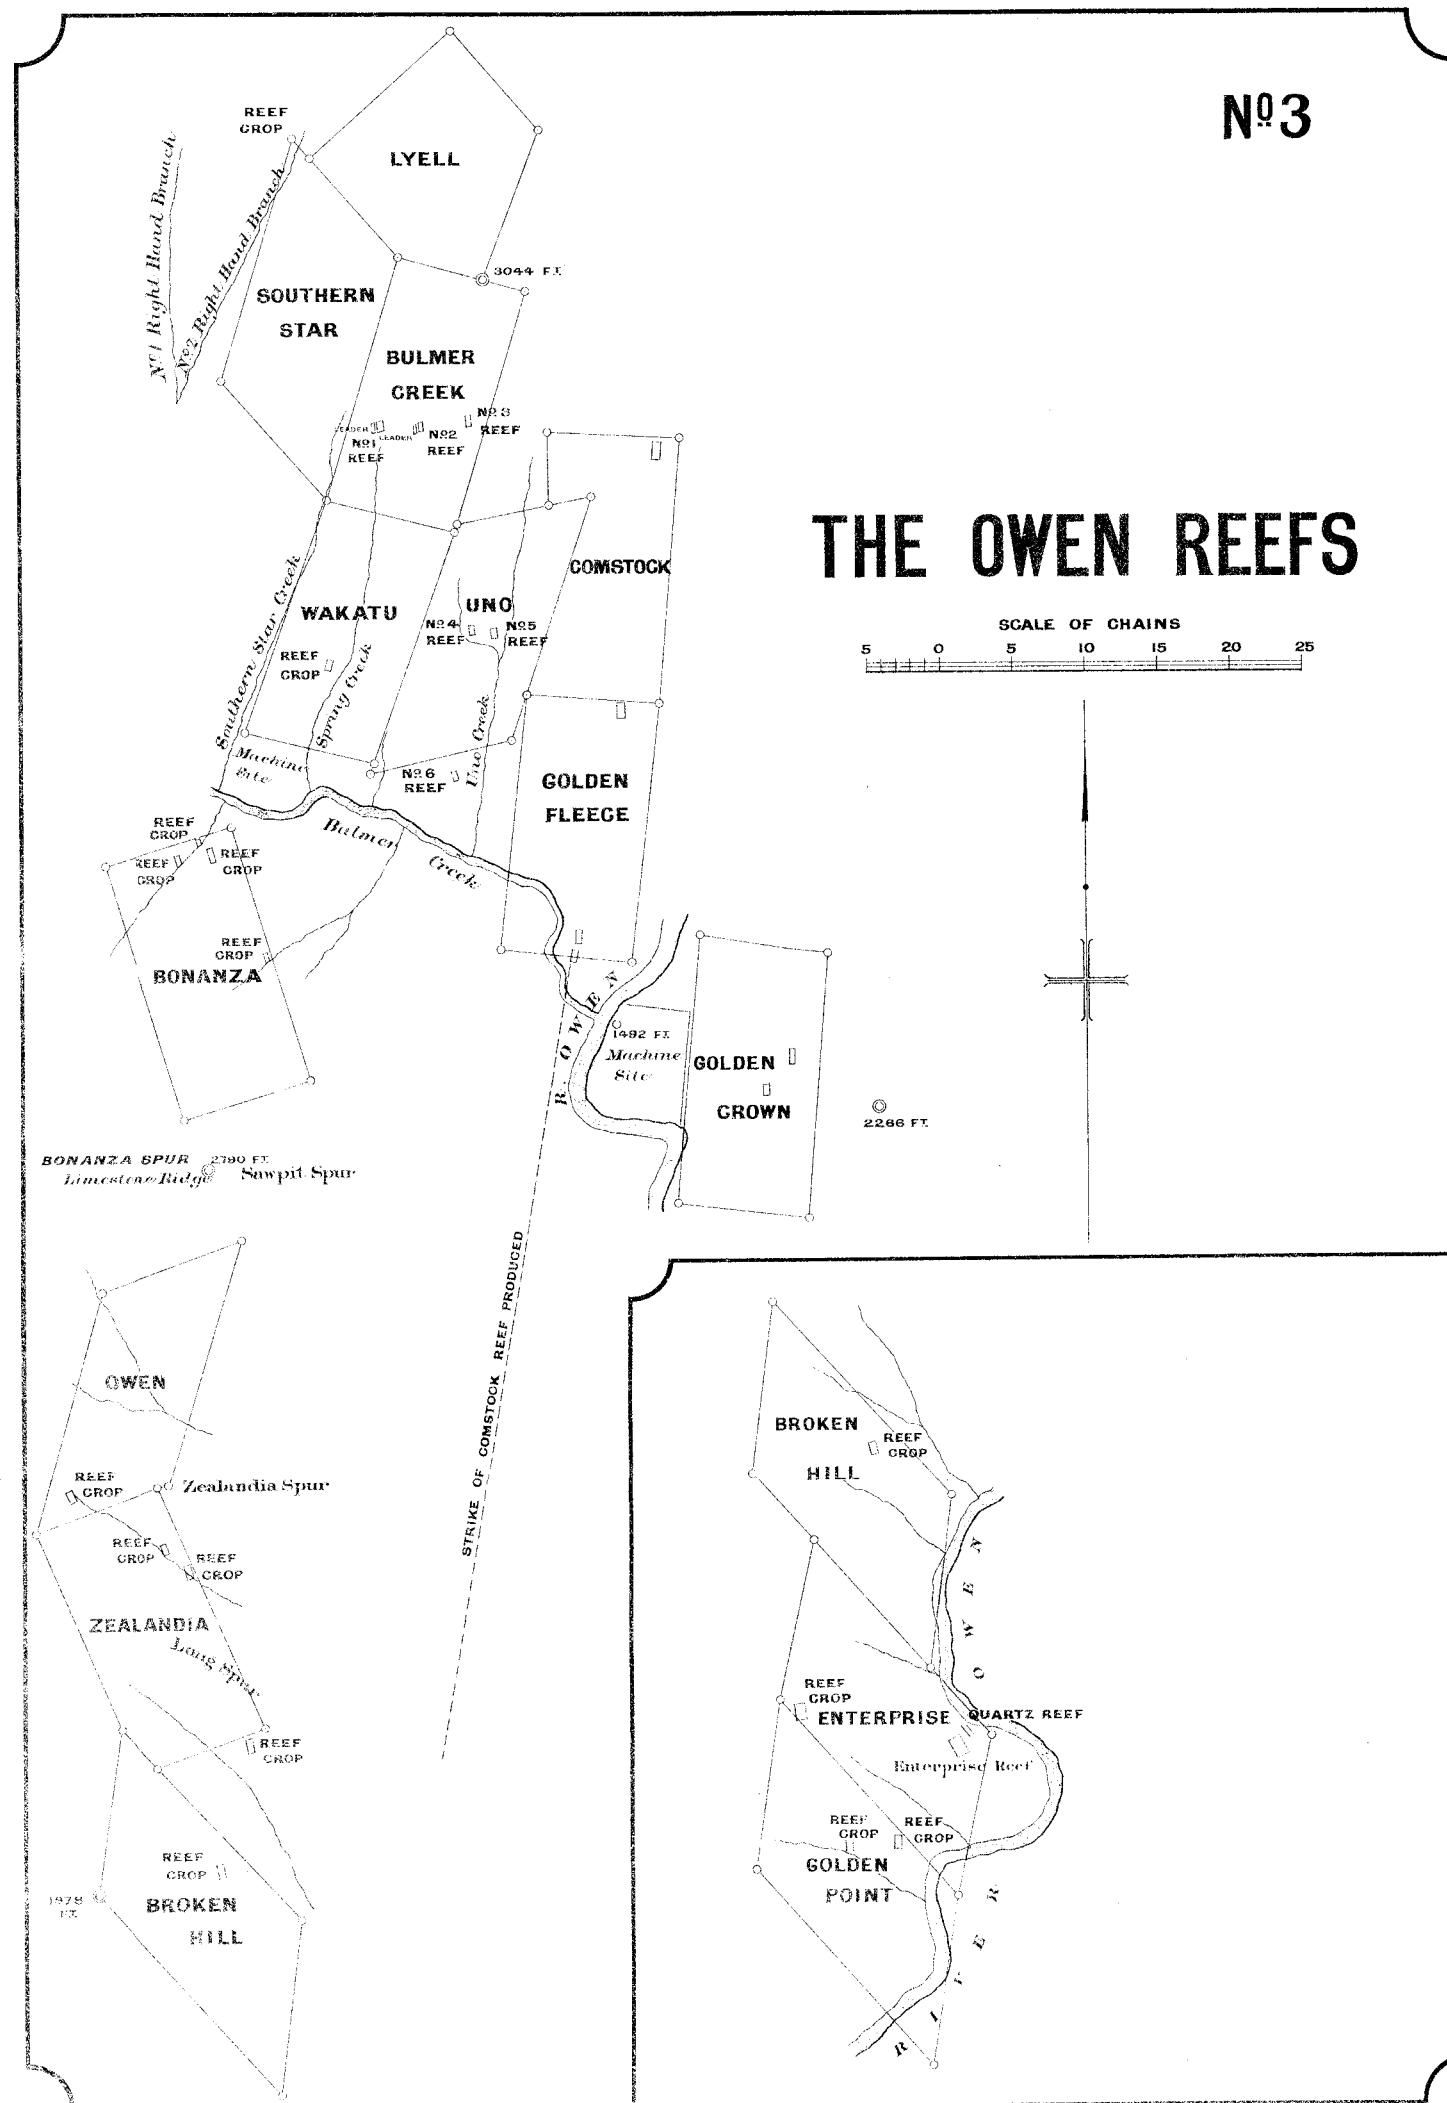 Nº 3
REEF
CROP
LYELL
Nº1 Right Hand Branch
Nº2 Right Hand Branch
3044 FT.
SOUTHERN
STAR
BULMER
CREEK
LEADER
Nº1
REEF
LEADER
Nº2
REEF
Nº3
REEF
THE OWEN REEFS
SCALE OF CHAINS
5 0 5 10 15 20 25
COMSTOCK
WAKATU
UNO
Nº4
REEF
Nº5
REEF
REEF
CROP
Southern Star Creek
Spring Creek
Uno Creek
Machine
Site
Nº6
REEF
GOLDEN
FLEECE
Bulmer
Creek
REEF
CROP
REEF
CROP
REEF
CROP
REEF
CROP
BONANZA
R. OWEN
1492 FT.
Machine
Site
GOLDEN
CROWN
2266 FT.
BONANZA SPUR
2790 FT.
Limestone Ridge
Sawpit Spur
STRIKE OF COMSTOCK REEF PRODUCED
OWEN
REEF
CROP
Zealandia Spur
REEF
CROP
REEF
CROP
ZEALANDIA
Long Spur
REEF
CROP
REEF
CROP
1978
FT.
BROKEN
HILL
BROKEN
HILL
REEF
CROP
OWEN
REEF
CROP
ENTERPRISE
QUARTZ REEF
Enterprise Reef
REEF
CROP
REEF
CROP
GOLDEN
POINT
RIVER